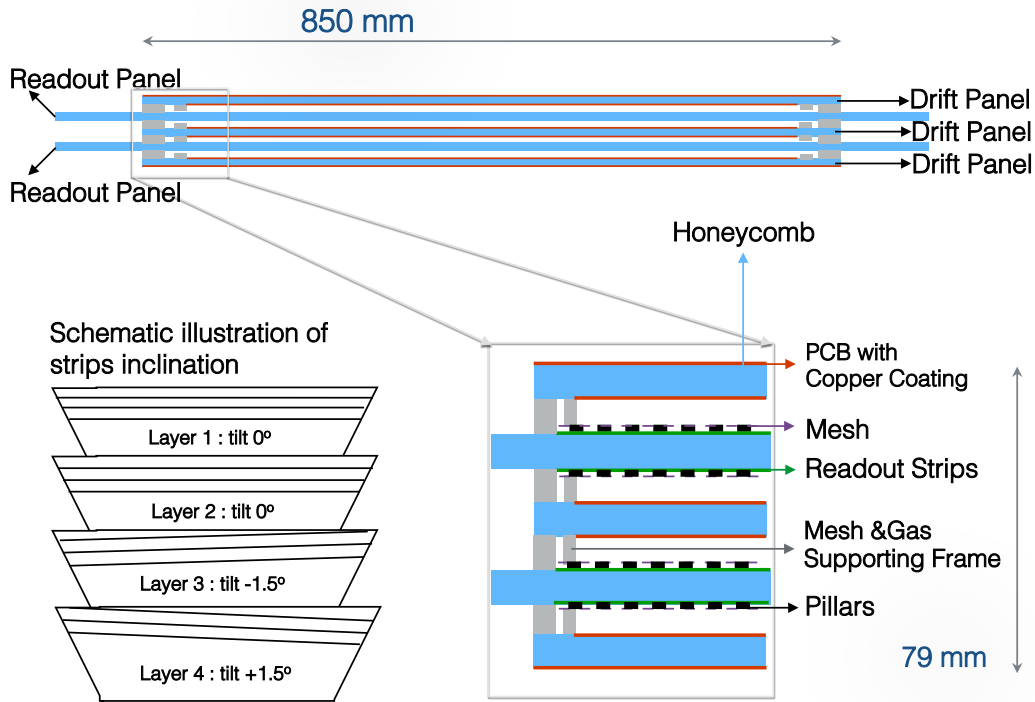 850 mm
Readout Panel
Drift Panel
Drift Panel
Drift Panel
Readout Panel
Honeycomb
Schematic illustration of
strips inclination
Layer 1 : tilt 0º
Layer 2 : tilt 0º
Layer 3 : tilt -1.5º
Layer 4 : tilt +1.5º
PCB with
Copper Coating
Mesh
Readout Strips
Mesh &Gas
Supporting Frame
Pillars
79 mm